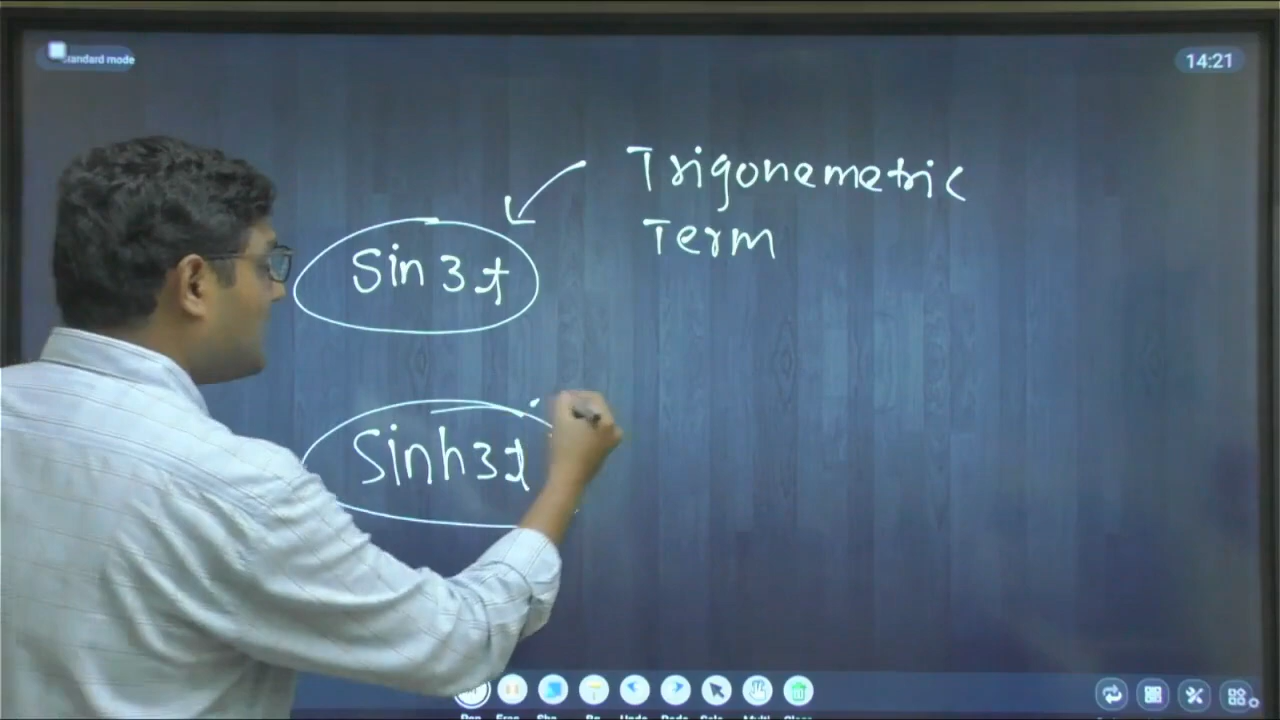 Standard mode
14:21
Trigonemetric
Term
Sin 3t
Sinh3t